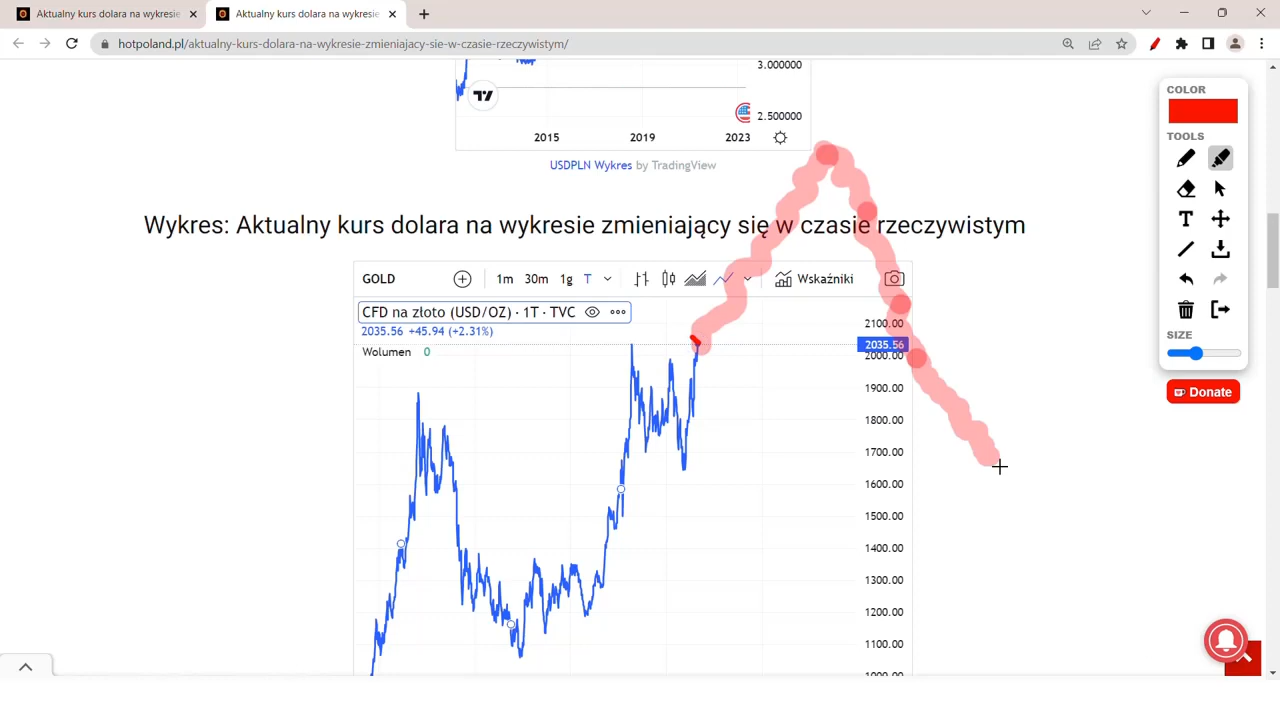 Aktualny kurs dolara na wykresie
Aktualny kurs dolara na wykresie
hotpoland.pl/aktualny-kurs-dolara-na-wykresie-zmieniajacy-sie-w-czasie-rzeczywistym/
3.000000
2.500000
2015 2019 2023
USDPLN Wykres by TradingView
Wykres: Aktualny kurs dolara na wykresie zmieniający się w czasie rzeczywistym
GOLD 1m 30m 1g T Wskaźniki
CFD na złoto (USD/OZ) · 1T · TVC
2035.56 +45.94 (+2.31%)
Wolumen 0
2100.00
2035.56
2000.00
1900.00
1800.00
1700.00
1600.00
1500.00
1400.00
1300.00
1200.00
1100.00
1000.00
COLOR
TOOLS
T
SIZE
Donate